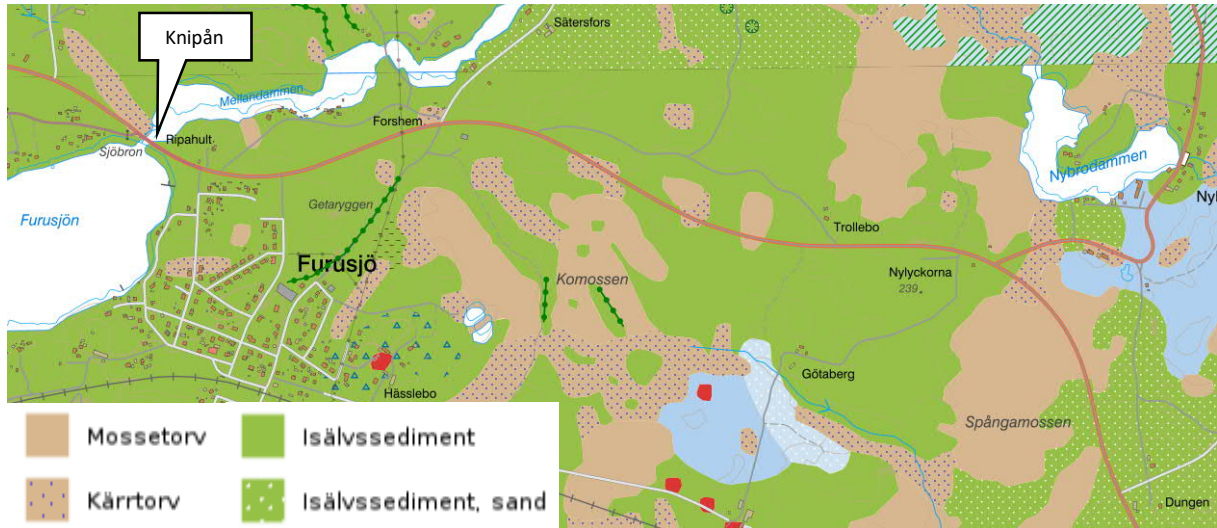 Sätersfors
Knipån
Mellandammen
Forshem
Ripahult
Sjöbron
Nybrodammen
Getaryggen
Furusjön
Trollebo
Furusjö
Komossen
Nylyckorna
239
Götaberg
Hässlebo
Spångamossen
Mossetorv
Isälvssediment
Kärrtorv
Isälvssediment, sand
Dungen